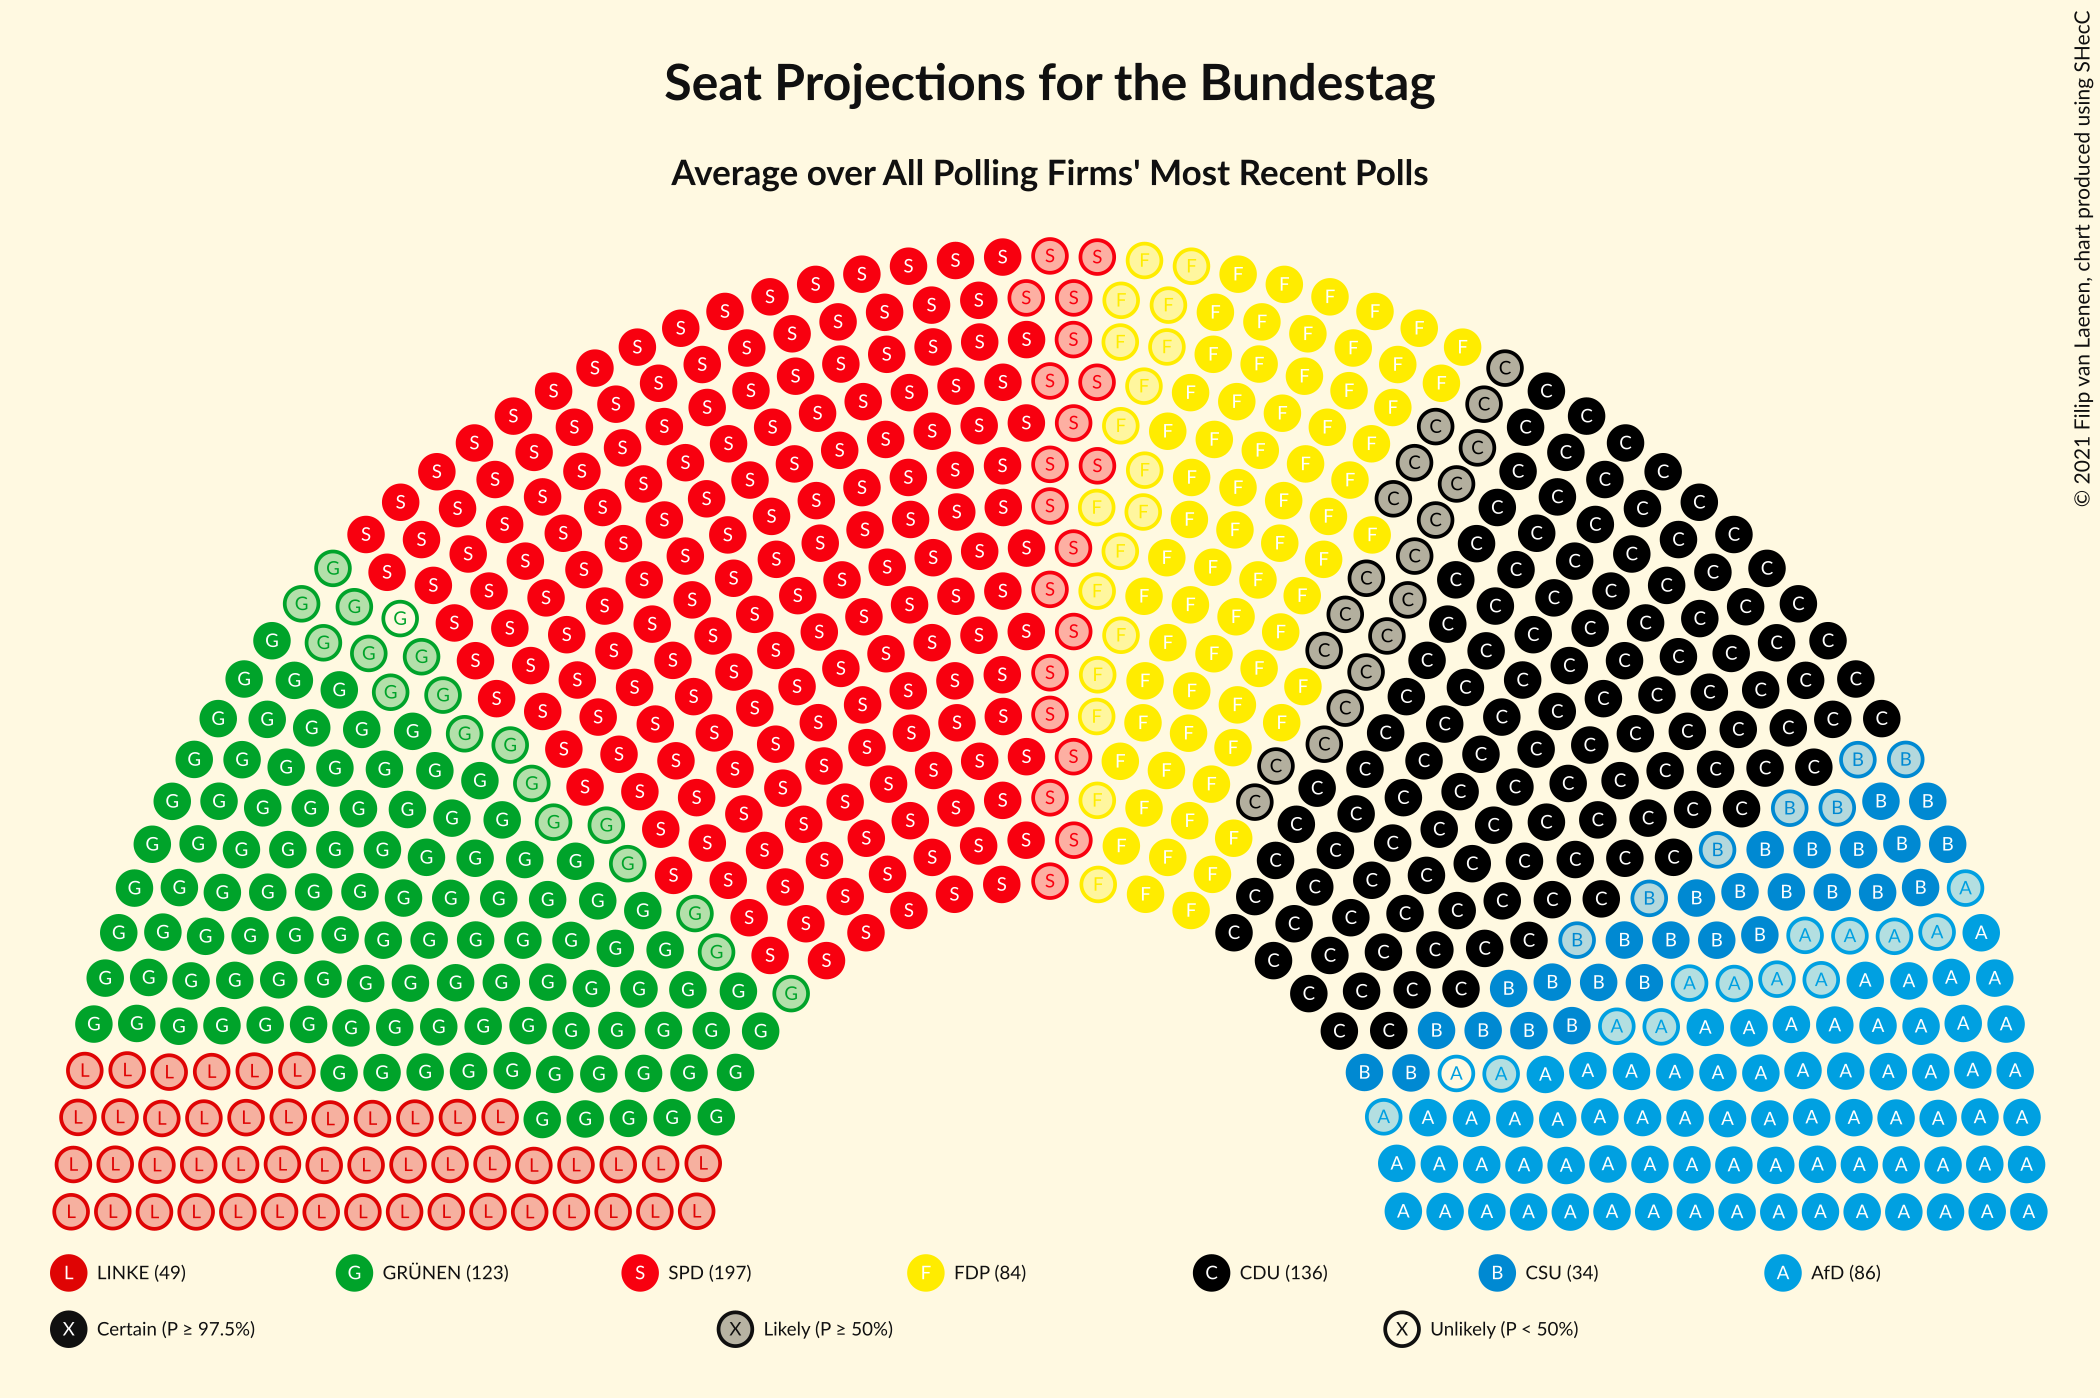 Seat Projections for the Bundestag
Average over All Polling Firms' Most Recent Polls
© 2021 Filip van Laenen, chart produced using SHecC
L LINKE (49) G GRÜNEN (123) S SPD (197) F FDP (84) C CDU (136) B CSU (34) A AfD (86)
X Certain (P ≥ 97.5%) X Likely (P ≥ 50%) X Unlikely (P < 50%)